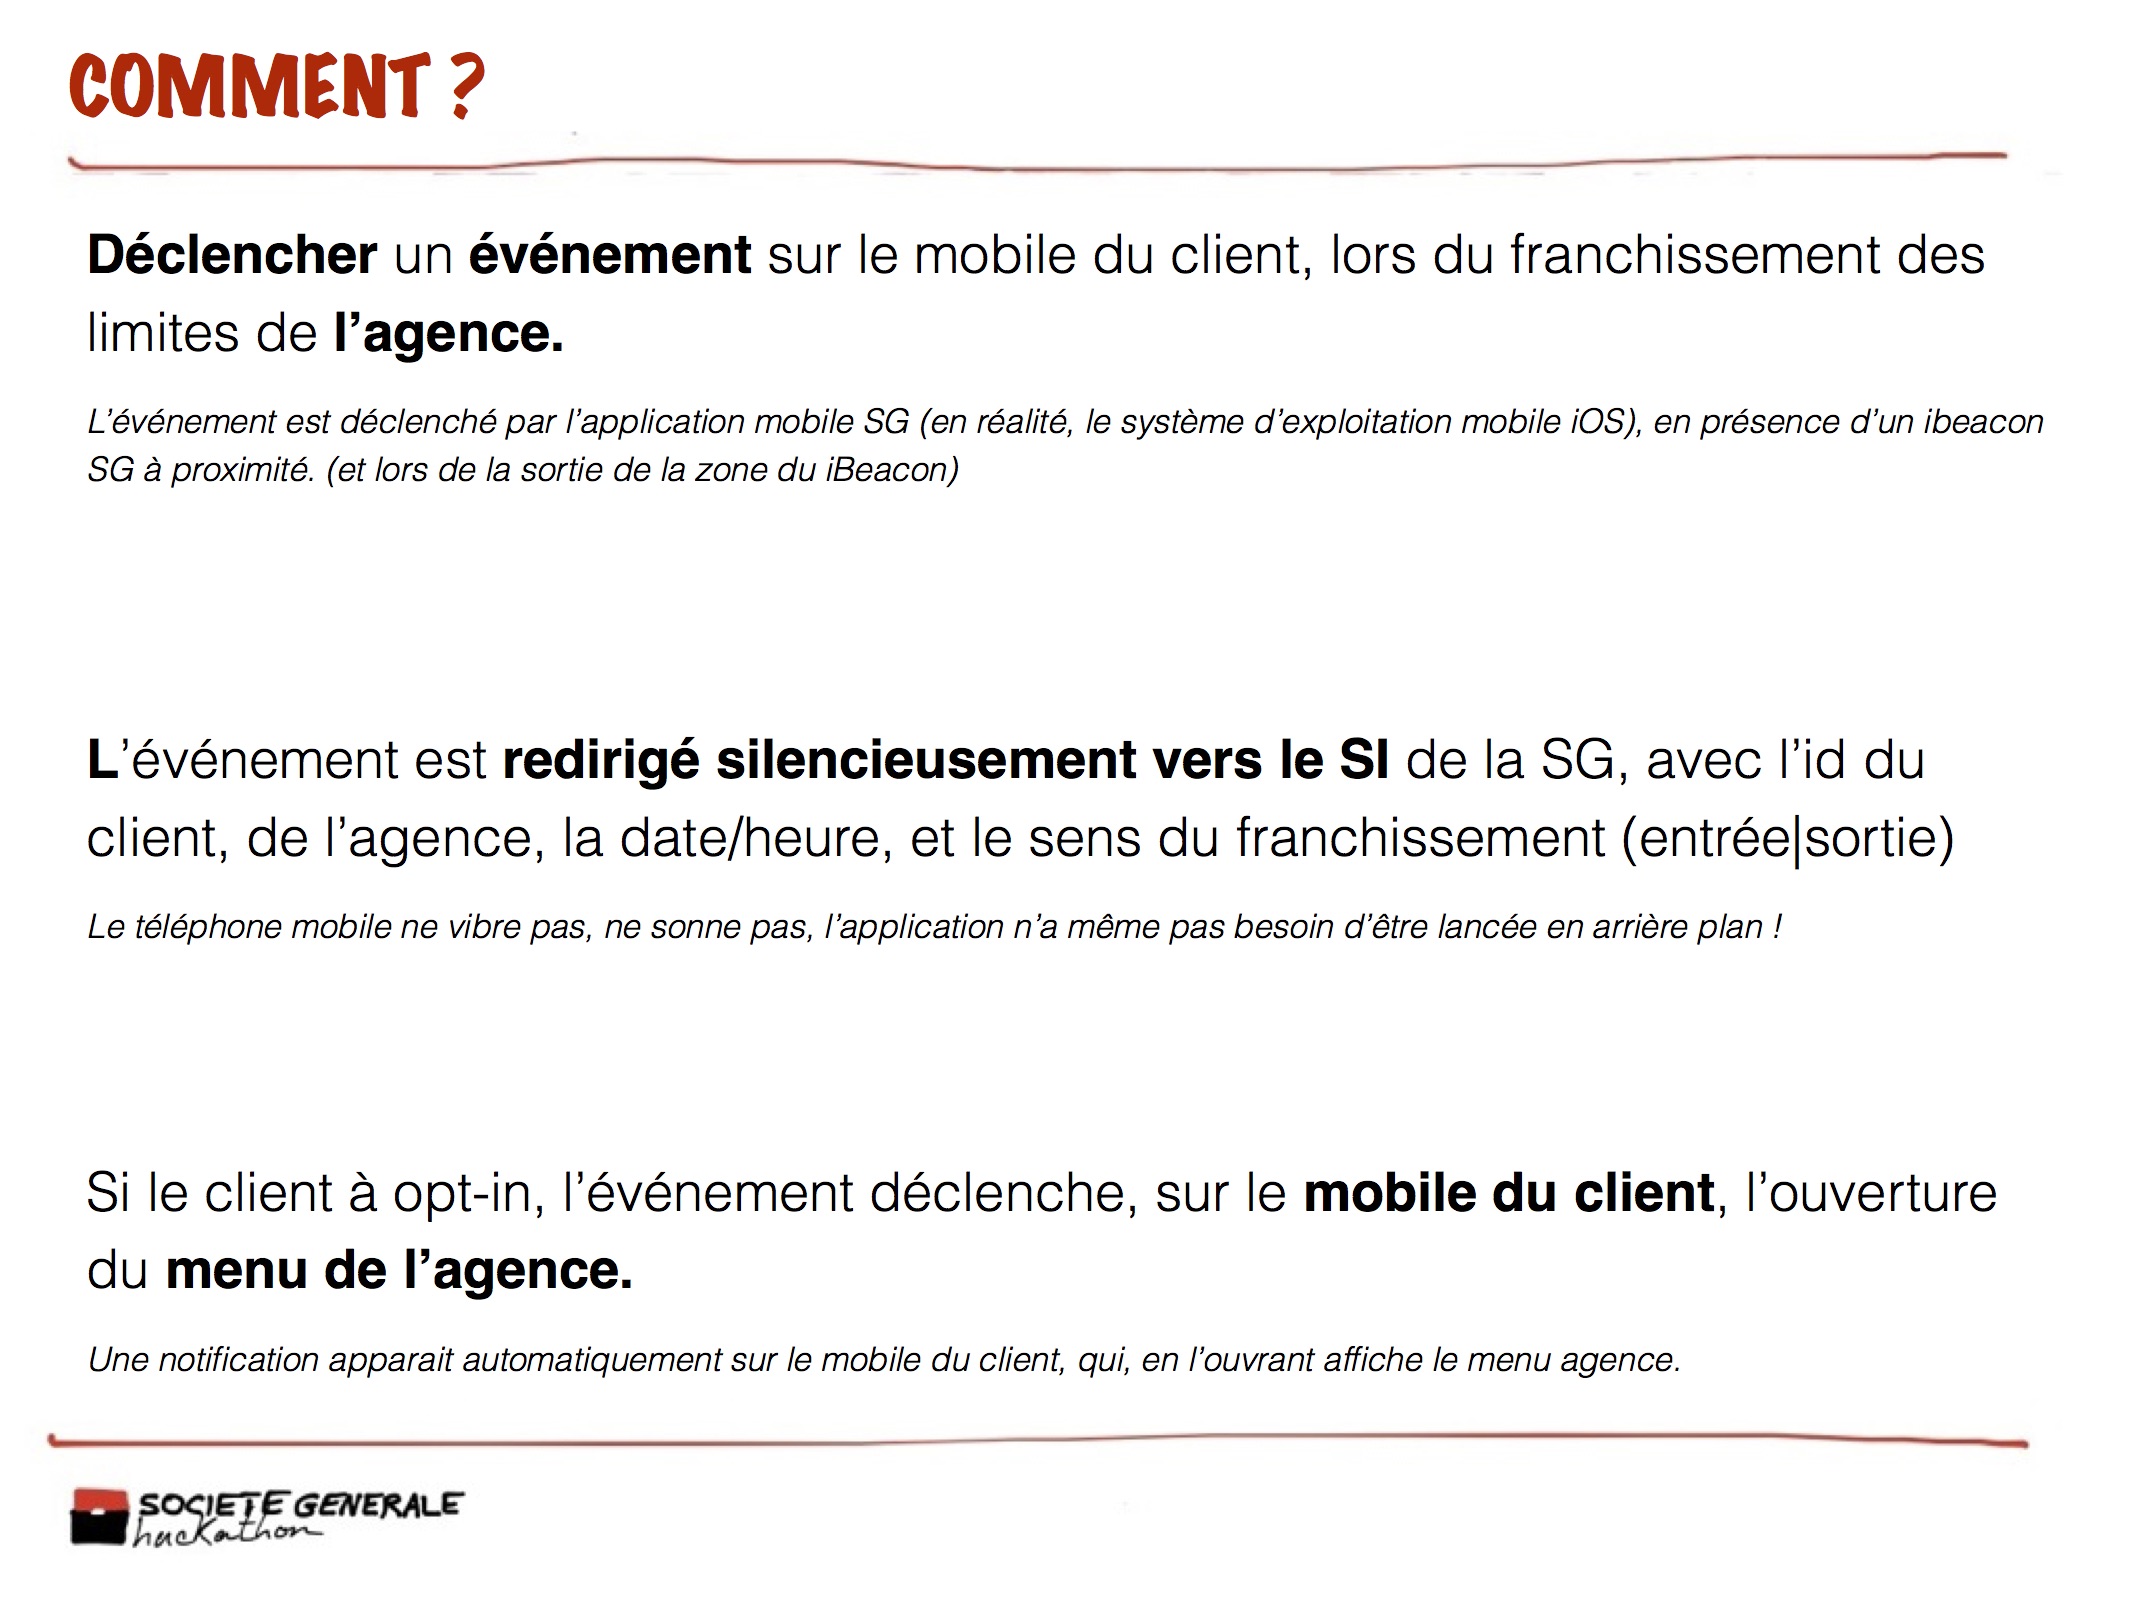 COMMENT ?
Déclencher un événement sur le mobile du client, lors du franchissement des
limites de l’agence.
L’événement est déclenché par l’application mobile SG (en réalité, le système d’exploitation mobile iOS), en présence d’un ibeacon
SG à proximité. (et lors de la sortie de la zone du iBeacon)
L’événement est redirigé silencieusement vers le SI de la SG, avec l’id du
client, de l’agence, la date/heure, et le sens du franchissement (entrée|sortie)
Le téléphone mobile ne vibre pas, ne sonne pas, l’application n’a même pas besoin d’être lancée en arrière plan !
Si le client à opt-in, l’événement déclenche, sur le mobile du client, l’ouverture
du menu de l’agence.
Une notification apparait automatiquement sur le mobile du client, qui, en l’ouvrant affiche le menu agence.
SOCIETE GENERALE
hackathon